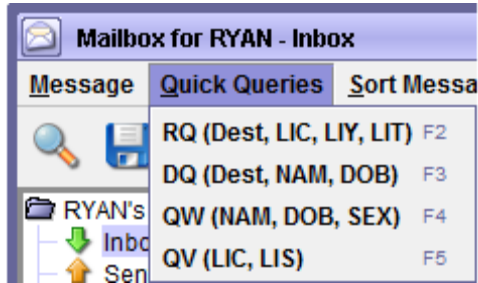 Mailbox for RYAN - Inbox
Message Quick Queries Sort
RQ (Dest, LIC, LIY, LIT) F2
DQ (Dest, NAM, DOB) F3
QW (NAM, DOB, SEX) F4
QV (LIC, LIS) F5
RYAN's